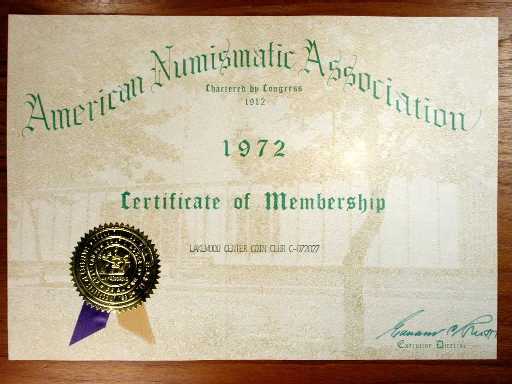 American Numismatic Association
Chartered by Congress
1912
1972
Certificate of Membership
LAKEWOOD CENTER COIN CLUB C-072027
Executive Director